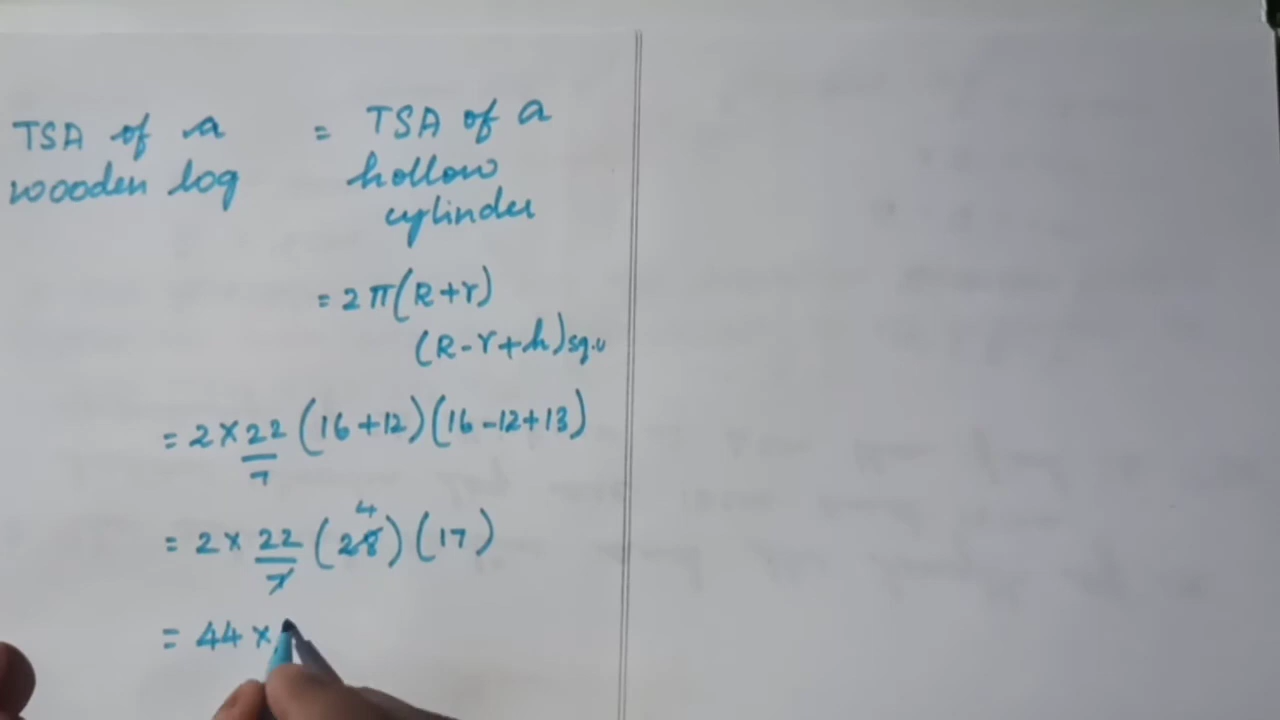 TSA of a = TSA of a
wooden log hollow
cylinder
= 2π(R+r)
(R-r+h) sq.u
= 2 × 22/7 (16+12)(16-12+13)
4
= 2 × 22/7 (28)(17)
= 44 ×